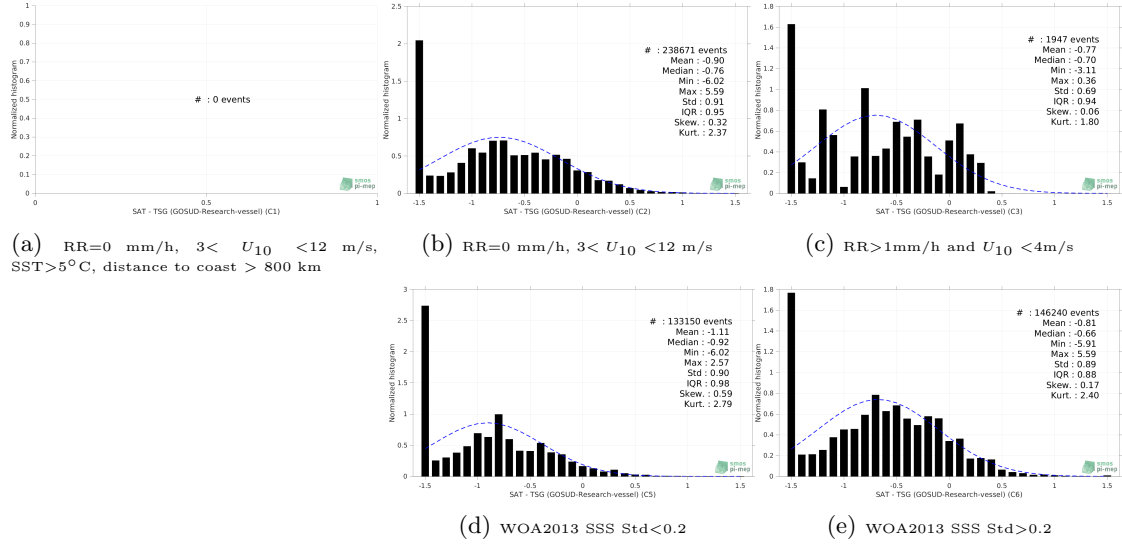 1
0.9
0.8
0.7
0.6
0.5
0.4
0.3
0.2
0.1
0
Normalized histogram
# : 0 events
smos
pi-mep
0 0.5 1
SAT - TSG (GOSUD-Research-vessel) (C1)
(a) RR=0 mm/h, 3< U10 <12 m/s,
SST>5°C, distance to coast > 800 km
2.5
2
1.5
1
0.5
0
Normalized histogram
# : 238671 events
Mean : -0.90
Median : -0.76
Min : -6.02
Max : 5.59
Std : 0.91
IQR : 0.95
Skew. : 0.32
Kurt. : 2.37
smos
pi-mep
-1.5 -1 -0.5 0 0.5 1 1.5
SAT - TSG (GOSUD-Research-vessel) (C2)
(b) RR=0 mm/h, 3< U10 <12 m/s
1.8
1.6
1.4
1.2
1
0.8
0.6
0.4
0.2
0
Normalized histogram
# : 1947 events
Mean : -0.77
Median : -0.70
Min : -3.11
Max : 0.36
Std : 0.69
IQR : 0.94
Skew. : 0.06
Kurt. : 1.80
smos
pi-mep
-1.5 -1 -0.5 0 0.5 1 1.5
SAT - TSG (GOSUD-Research-vessel) (C3)
(c) RR>1mm/h and U10 <4m/s
3
2.5
2
1.5
1
0.5
0
Normalized histogram
# : 133150 events
Mean : -1.11
Median : -0.92
Min : -6.02
Max : 2.57
Std : 0.90
IQR : 0.98
Skew. : 0.59
Kurt. : 2.79
smos
pi-mep
-1.5 -1 -0.5 0 0.5 1 1.5
SAT - TSG (GOSUD-Research-vessel) (C5)
(d) WOA2013 SSS Std<0.2
1.8
1.6
1.4
1.2
1
0.8
0.6
0.4
0.2
0
Normalized histogram
# : 146240 events
Mean : -0.81
Median : -0.66
Min : -5.91
Max : 5.59
Std : 0.89
IQR : 0.88
Skew. : 0.17
Kurt. : 2.40
smos
pi-mep
-1.5 -1 -0.5 0 0.5 1 1.5
SAT - TSG (GOSUD-Research-vessel) (C6)
(e) WOA2013 SSS Std>0.2